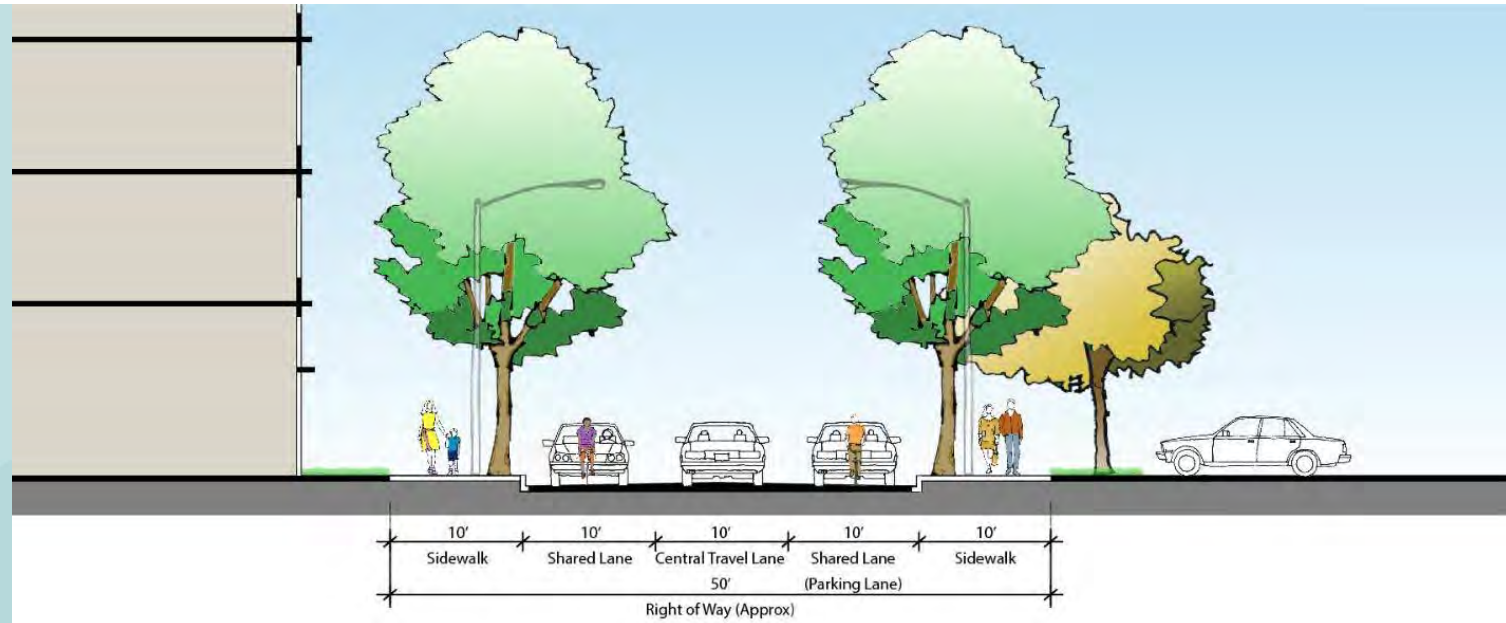 10' 10' 10' 10' 10'
Sidewalk Shared Lane Central Travel Lane Shared Lane Sidewalk
50' (Parking Lane)
Right of Way (Approx)